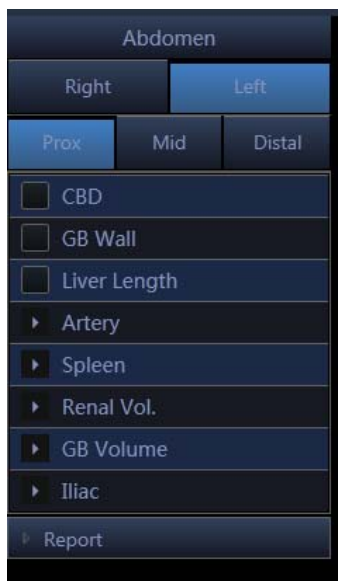 Abdomen
Right Left
Prox Mid Distal
CBD
GB Wall
Liver Length
Artery
Spleen
Renal Vol.
GB Volume
Iliac
Report